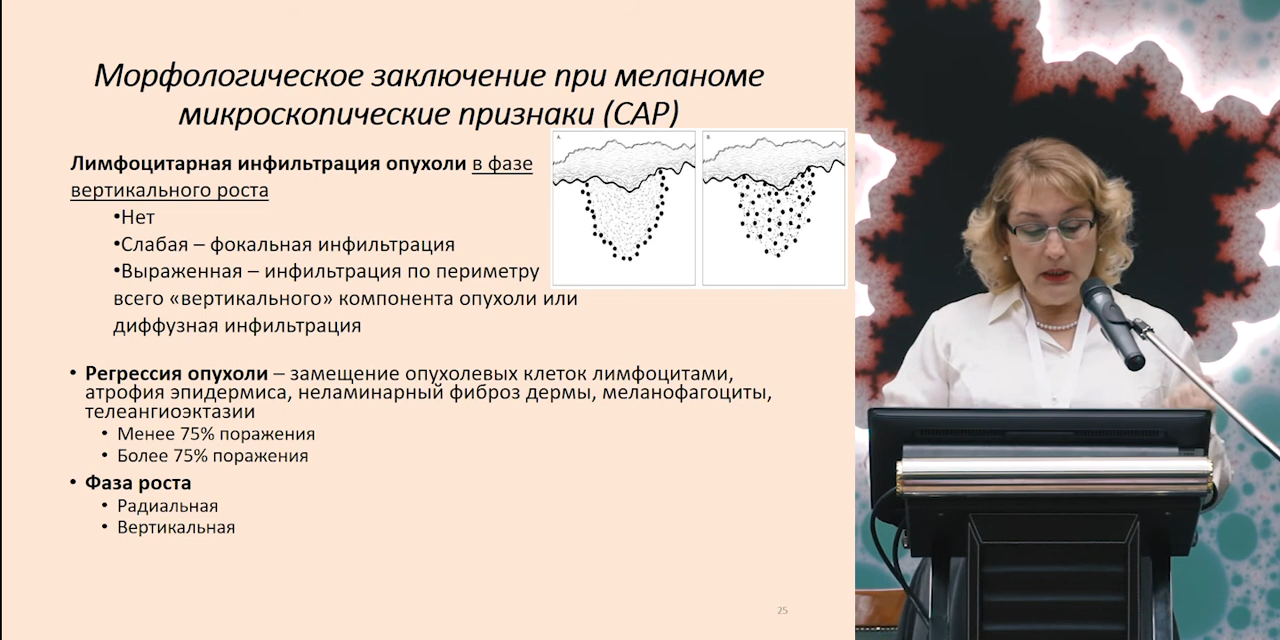 Морфологическое заключение при меланоме
микроскопические признаки (CAP)
A.
B.
Лимфоцитарная инфильтрация опухоли в фазе
вертикального роста
•Нет
•Слабая – фокальная инфильтрация
•Выраженная – инфильтрация по периметру
всего «вертикального» компонента опухоли или
диффузная инфильтрация
• Регрессия опухоли – замещение опухолевых клеток лимфоцитами,
атрофия эпидермиса, неламинарный фиброз дермы, меланофагоциты,
телеангиоэктазии
• Менее 75% поражения
• Более 75% поражения
• Фаза роста
• Радиальная
• Вертикальная
25